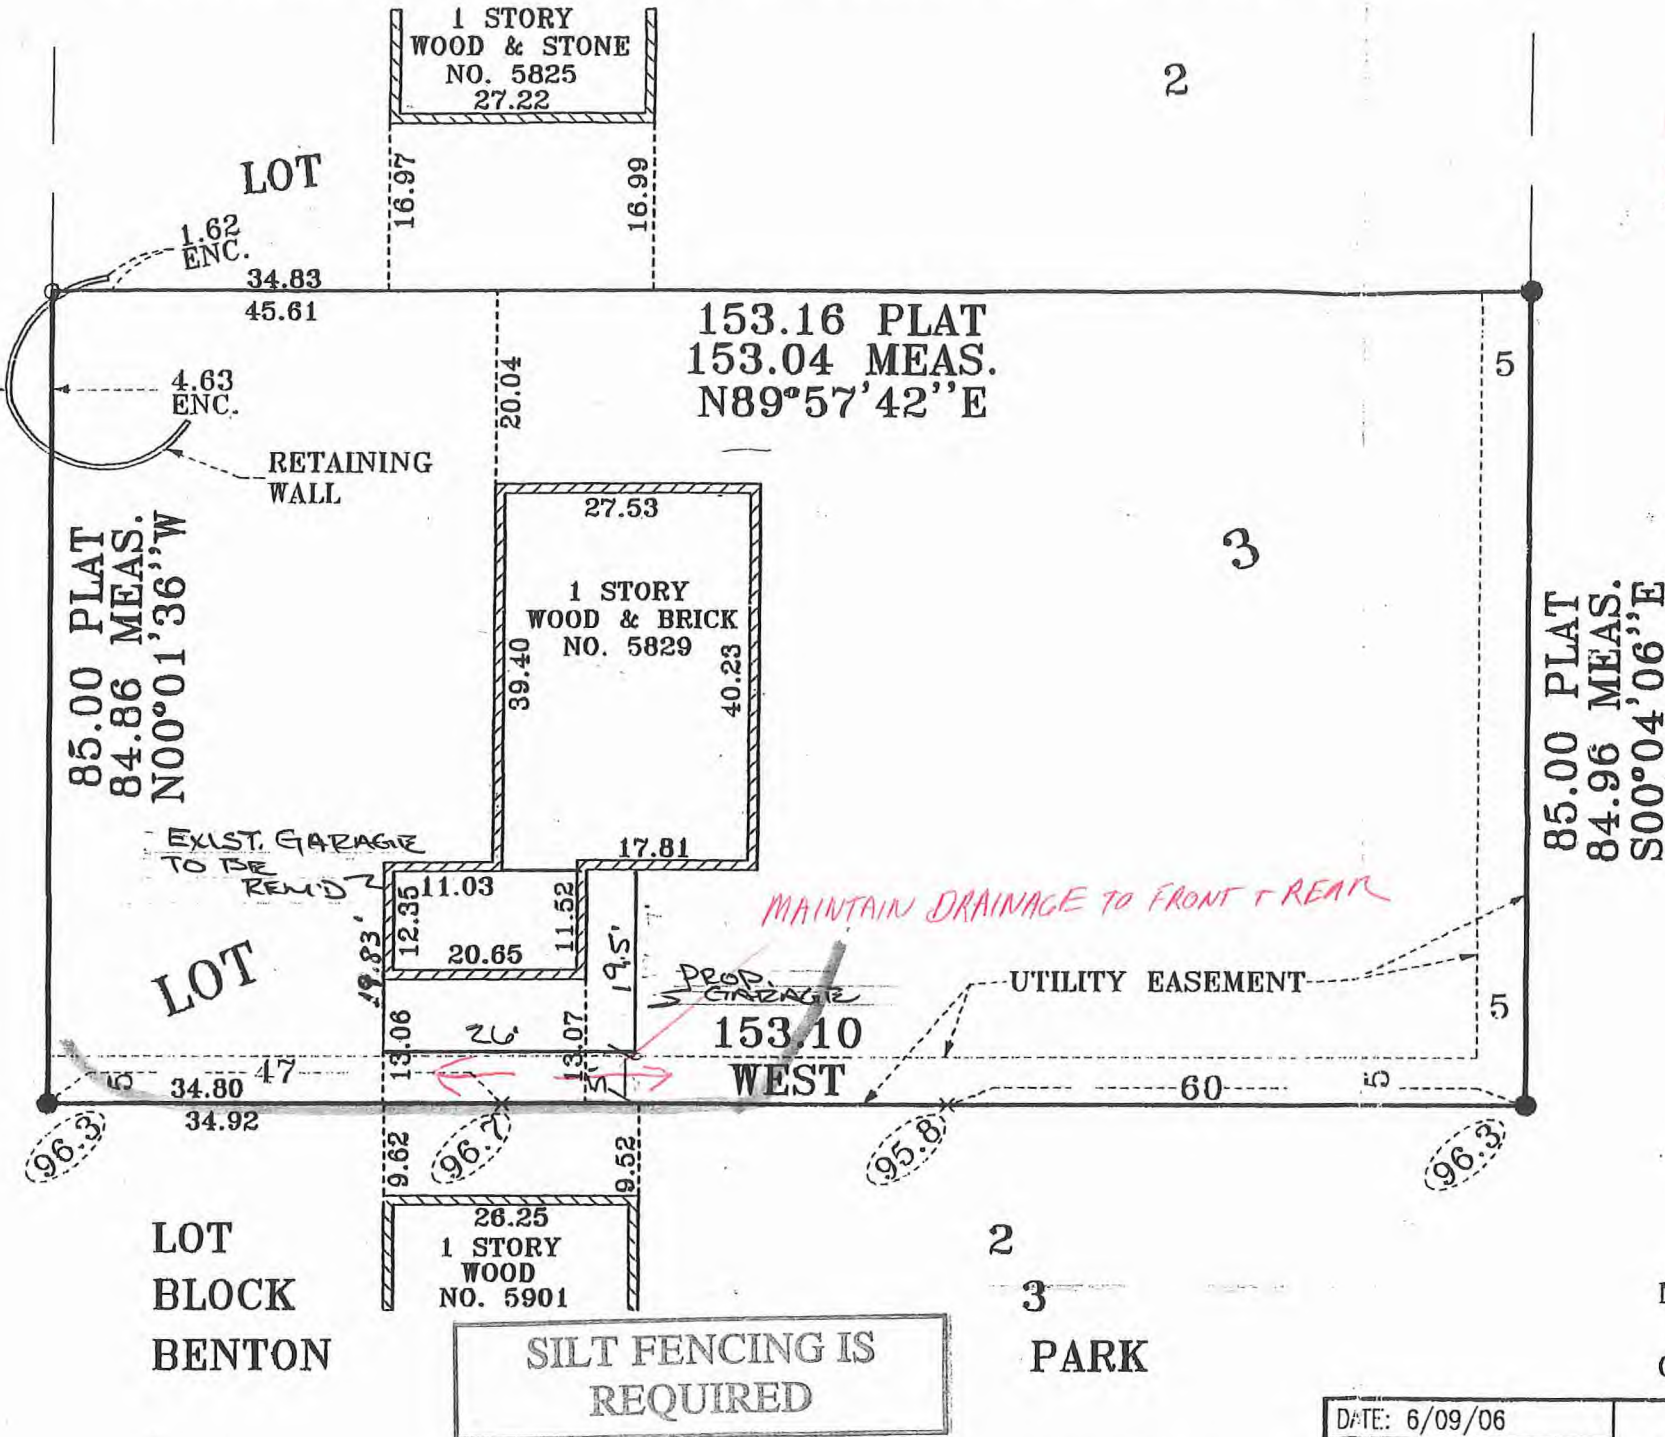 1 STORY
WOOD & STONE
NO. 5825
27.22
2
LOT
16.97
16.99
1.62
ENC.
34.83
45.61
153.16 PLAT
153.04 MEAS.
N89°57'42''E
5
4.63
ENC.
20.04
RETAINING
WALL
27.53
3
1 STORY
WOOD & BRICK
NO. 5829
39.40
40.23
85.00 PLAT
84.86 MEAS.
N00°01'36''W
85.00 PLAT
84.96 MEAS.
S00°04'06''E
EXIST. GARAGE
TO BE
REM'D
17.81
11.03
12.35
11.52
20.65
MAINTAIN DRAINAGE TO FRONT + REAR
LOT
19.83'
19.5'
PROP.
GARAGE
UTILITY EASEMENT
5
13.06
26'
13.07
153.10
WEST
5
34.80
47
5'
60
5
34.92
96.3
9.62
96.7
9.52
95.8
96.3
26.25
1 STORY
WOOD
NO. 5901
LOT 2
BLOCK 3
BENTON PARK
SILT FENCING IS
REQUIRED
DATE: 6/09/06